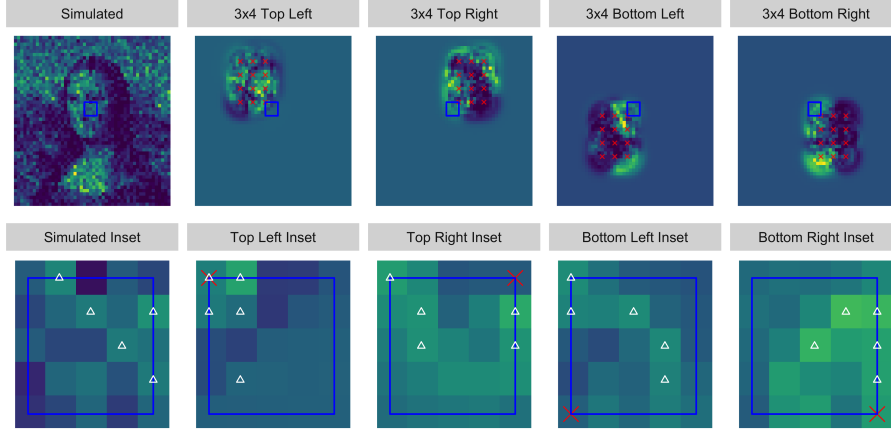 Simulated
3x4 Top Left
3x4 Top Right
3x4 Bottom Left
3x4 Bottom Right
Simulated Inset
Top Left Inset
Top Right Inset
Bottom Left Inset
Bottom Right Inset